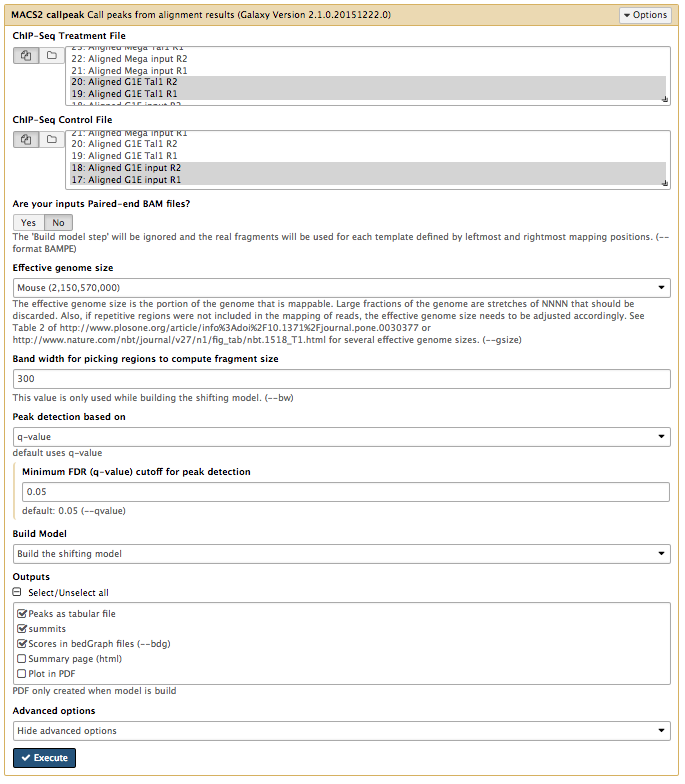 MACS2 callpeak Call peaks from alignment results (Galaxy Version 2.1.0.20151222.0)
Options
ChIP-Seq Treatment File
23: Aligned Mega Tal1 R1
22: Aligned Mega input R2
21: Aligned Mega input R1
20: Aligned G1E Tal1 R2
19: Aligned G1E Tal1 R1
18: Aligned G1E input R2
ChIP-Seq Control File
21: Aligned Mega input R1
20: Aligned G1E Tal1 R2
19: Aligned G1E Tal1 R1
18: Aligned G1E input R2
17: Aligned G1E input R1
Are your inputs Paired-end BAM files?
Yes No
The 'Build model step' will be ignored and the real fragments will be used for each template defined by leftmost and rightmost mapping positions. (--
format BAMPE)
Effective genome size
Mouse (2,150,570,000)
The effective genome size is the portion of the genome that is mappable. Large fractions of the genome are stretches of NNNN that should be
discarded. Also, if repetitive regions were not included in the mapping of reads, the effective genome size needs to be adjusted accordingly. See
Table 2 of http://www.plosone.org/article/info%3Adoi%2F10.1371%2Fjournal.pone.0030377 or
http://www.nature.com/nbt/journal/v27/n1/fig_tab/nbt.1518_T1.html for several effective genome sizes. (--gsize)
Band width for picking regions to compute fragment size
300
This value is only used while building the shifting model. (--bw)
Peak detection based on
q-value
default uses q-value
Minimum FDR (q-value) cutoff for peak detection
0.05
default: 0.05 (--qvalue)
Build Model
Build the shifting model
Outputs
Select/Unselect all
Peaks as tabular file
summits
Scores in bedGraph files (--bdg)
Summary page (html)
Plot in PDF
PDF only created when model is build
Advanced options
Hide advanced options
Execute